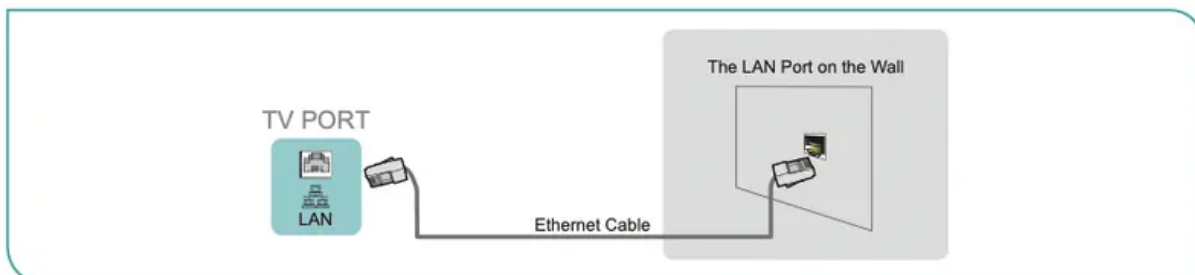 The LAN Port on the Wall
TV PORT
LAN
Ethernet Cable